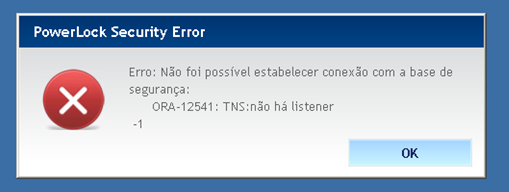 PowerLock Security Error
Erro: Não foi possível estabelecer conexão com a base de
segurança:
ORA-12541: TNS:não há listener
-1
OK